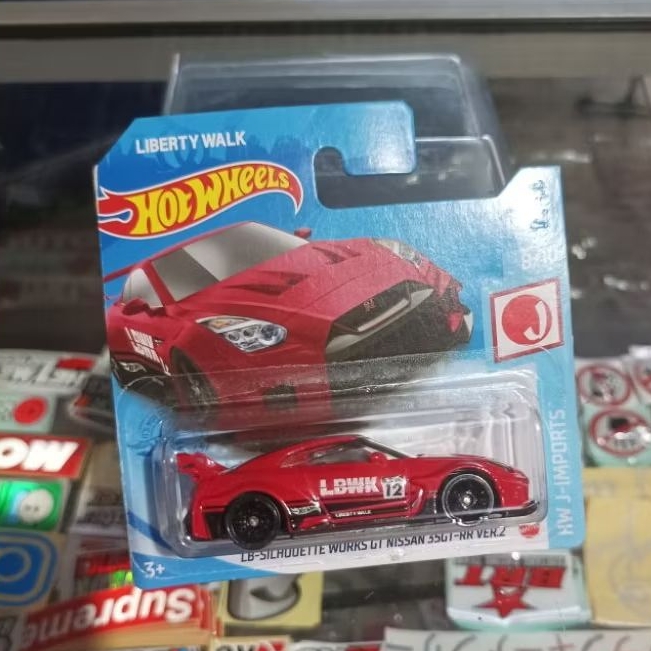 LIBERTY WALK
HOT WHEELS
8/10
J
HW J-IMPORTS
LBWK
12
LIBERTY WALK
LB-SILHOUETTE WORKS GT NISSAN 35GT-RR VER.2
3+
Supreme
BRT